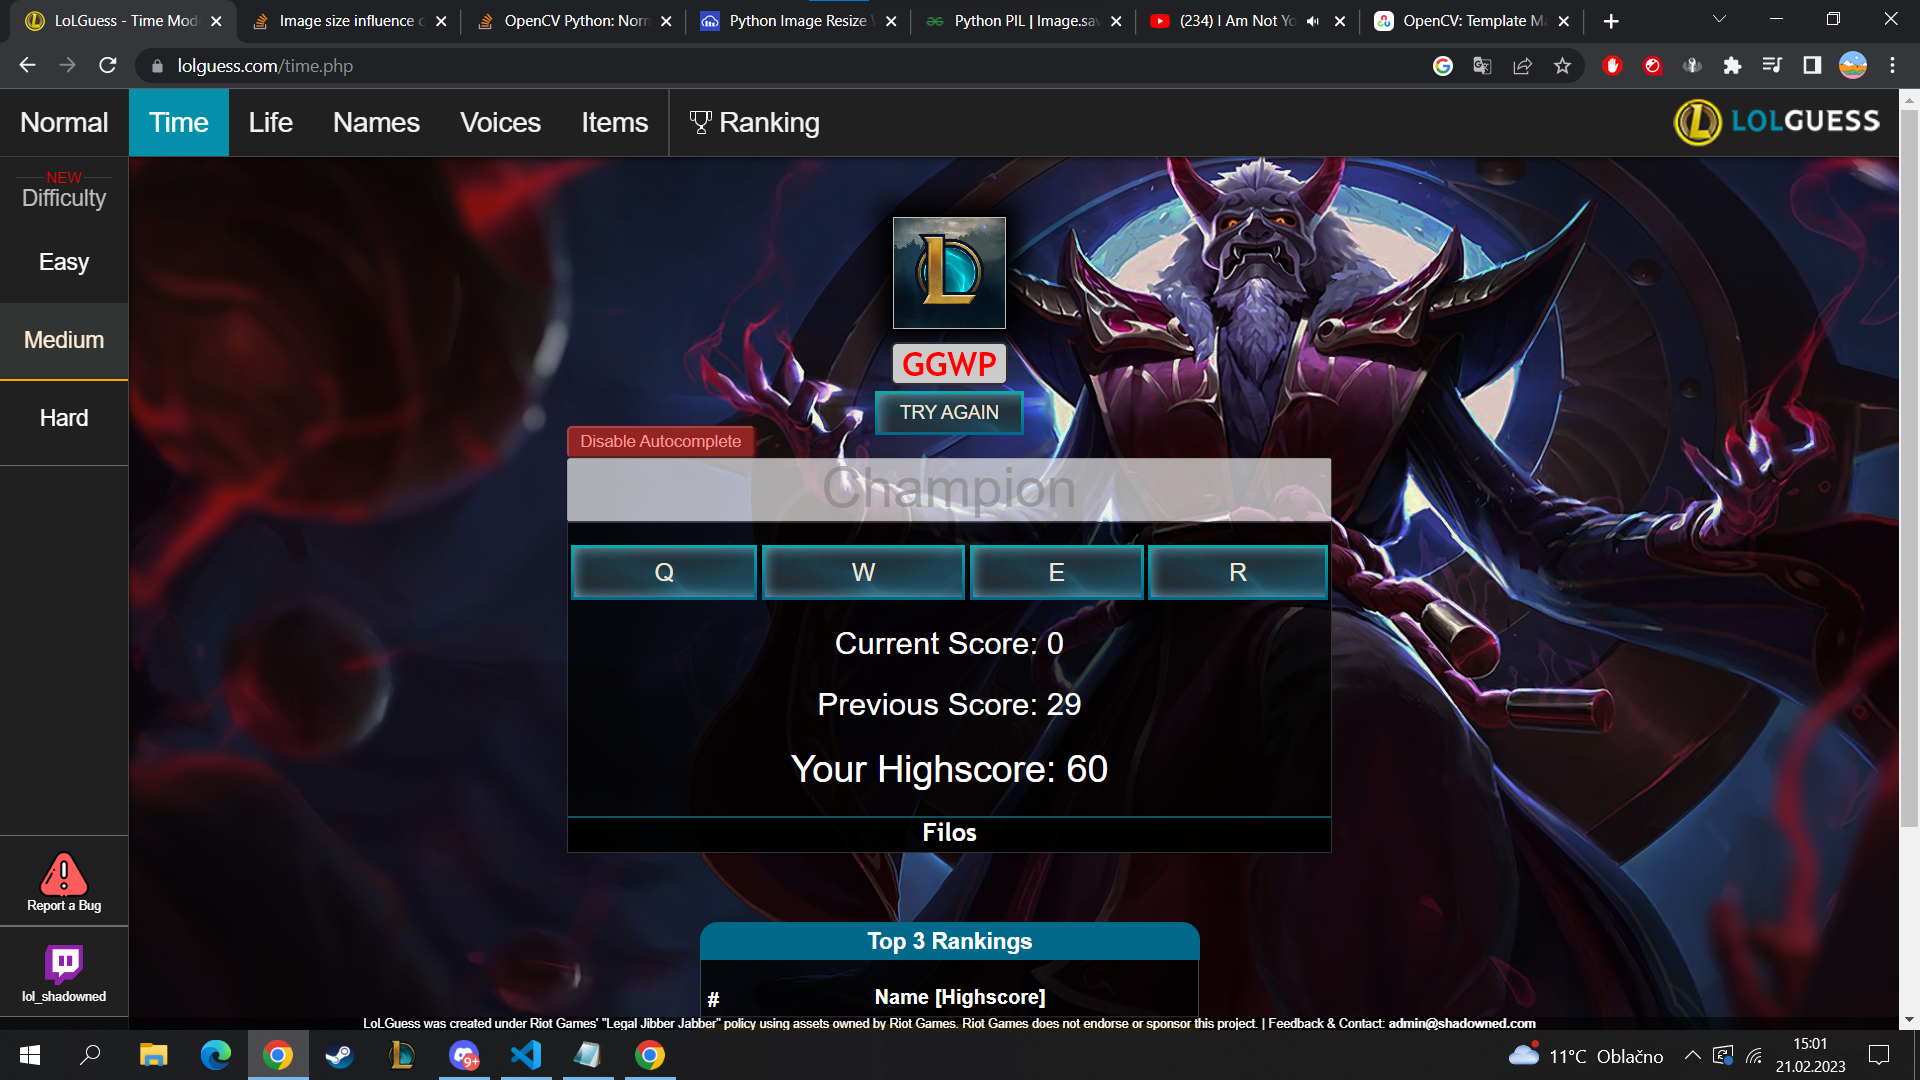 LoLGuess - Time Mod
Image size influence
OpenCV Python: Nor
Python Image Resize
Python PIL | Image.sav
(234) I Am Not Yo
OpenCV: Template Ma
lolguess.com/time.php
Normal Time Life Names Voices Items Ranking
LOLGUESS
NEW
Difficulty
Easy
Medium
Hard
GGWP
TRY AGAIN
Disable Autocomplete
Champion
Q W E R
Current Score: 0
Previous Score: 29
Your Highscore: 60
Filos
Report a Bug
lol_shadowned
Top 3 Rankings
# Name [Highscore]
LoLGuess was created under Riot Games' "Legal Jibber Jabber" policy using assets owned by Riot Games. Riot Games does not endorse or sponsor this project. | Feedback & Contact: admin@shadowned.com
9+
11°C Oblačno
15:01
21.02.2023